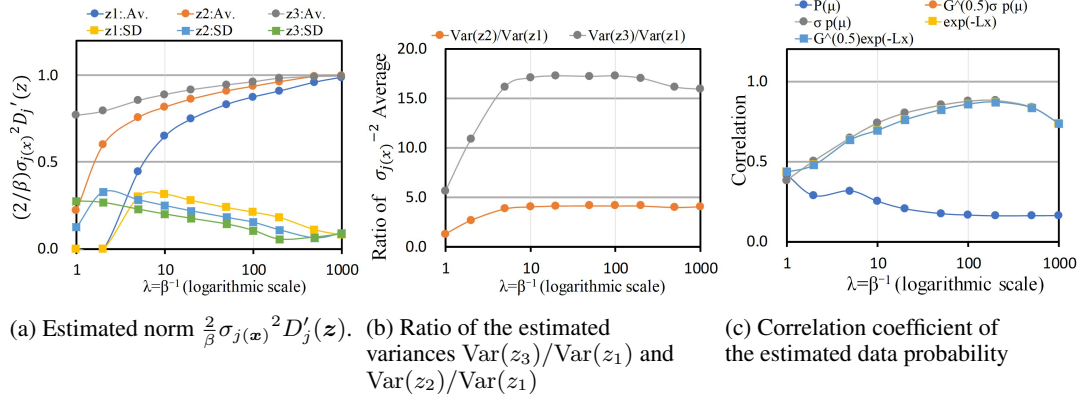 z1:.Av. z2:Av. z3:Av.
z1:SD z2:SD z3:SD
(2/β)σj(x)²Dj′(z)
1.0
0.5
0.0
1 10 100 1000
λ=β⁻¹ (logarithmic scale)
(a) Estimated norm 2/β σj(x)²D′j(z).
Var(z2)/Var(z1) Var(z3)/Var(z1)
Ratio of σj(x)⁻² Average
20.0
15.0
10.0
5.0
0.0
1 10 100 1000
λ=β⁻¹ (logarithmic scale)
(b) Ratio of the estimated
variances Var(z3)/Var(z1) and
Var(z2)/Var(z1)
P(μ) G^(0.5)σ p(μ)
σ p(μ) exp(-Lx)
G^(0.5)exp(-Lx)
Correlation
1.0
0.5
0.0
1 10 100 1000
λ=β⁻¹ (logarithmic scale)
(c) Correlation coefficient of
the estimated data probability